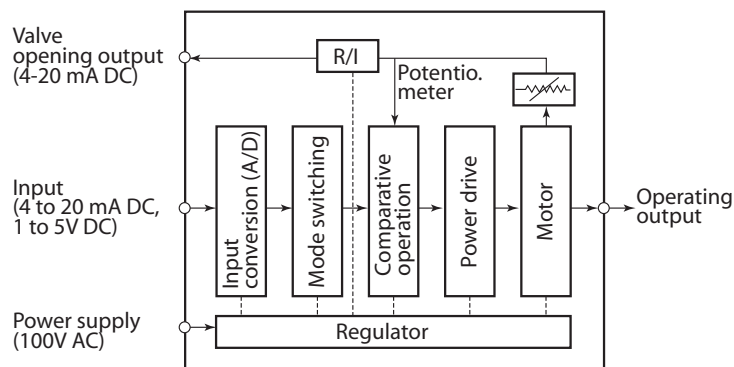 Valve
opening output
(4-20 mA DC)
R/I
Potentio.
meter
Input
(4 to 20 mA DC,
1 to 5V DC)
Input
conversion (A/D)
Mode switching
Comparative
operation
Power drive
Motor
Operating
output
Power supply
(100V AC)
Regulator